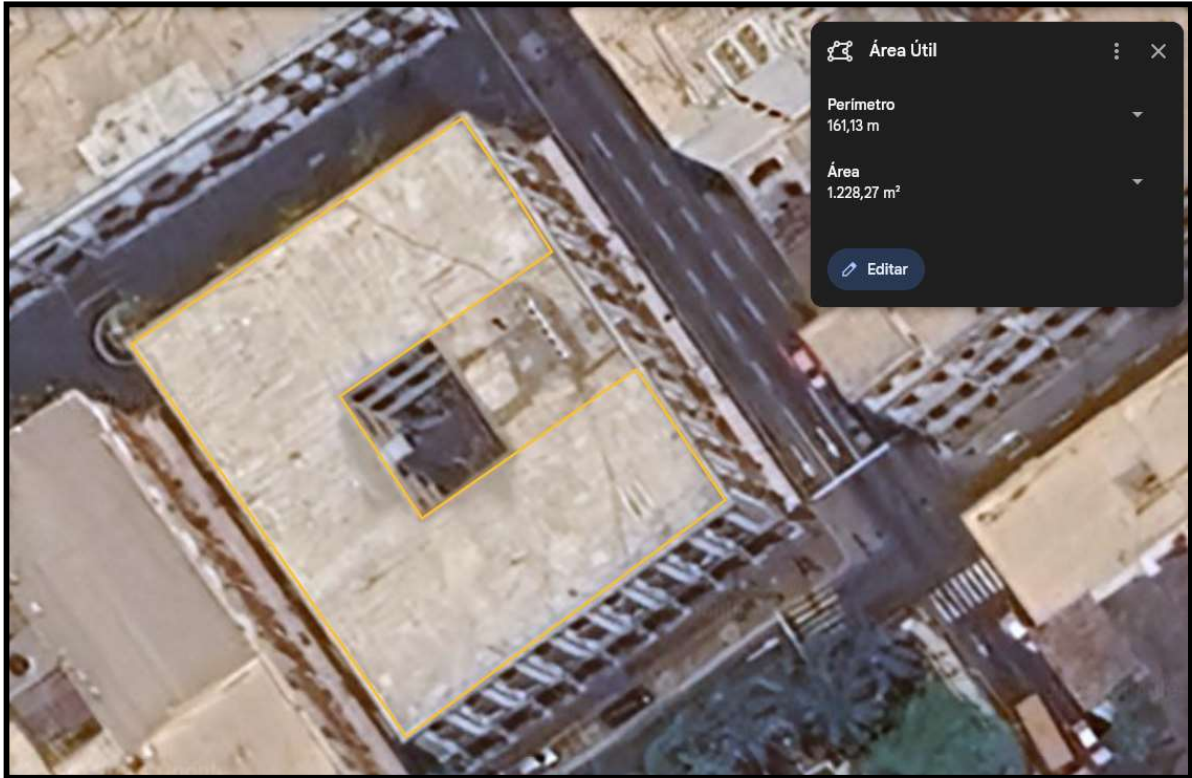 Área Útil
Perímetro
161,13 m
Área
1.228,27 m²
Editar